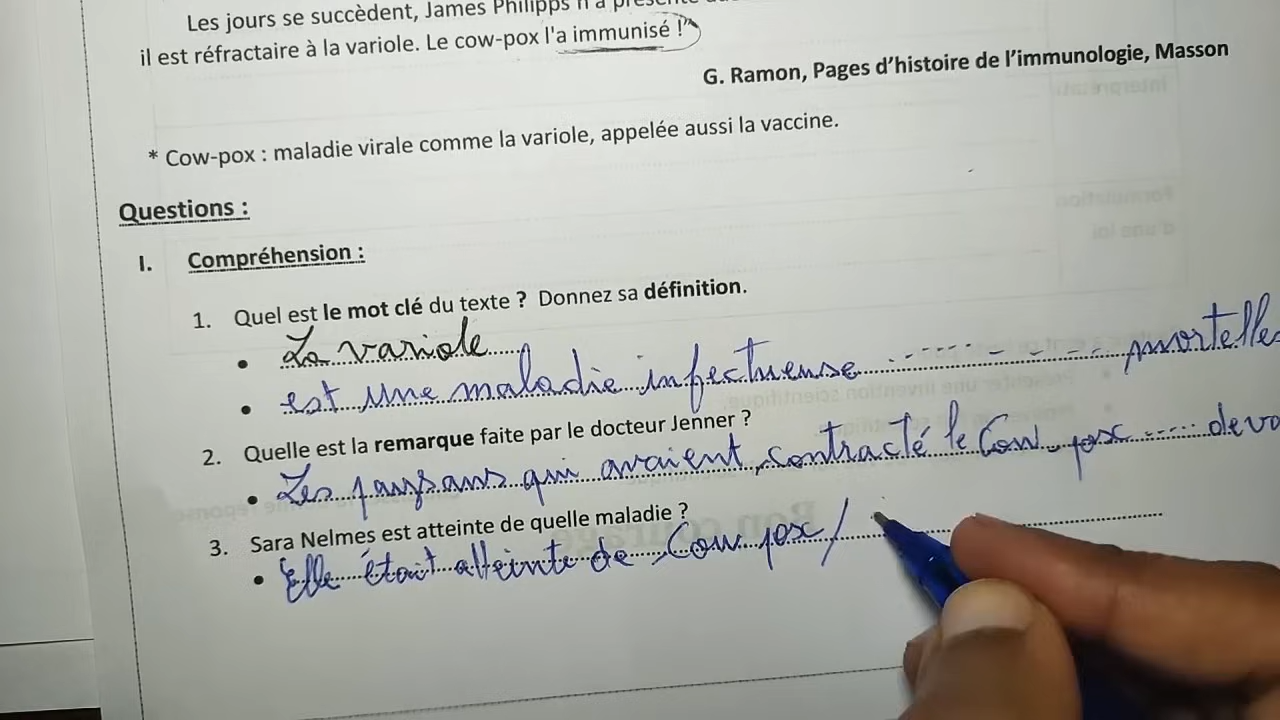 Les jours se succèdent, James Philipps n'a
il est réfractaire à la variole. Le cow-pox l'a immunisé !"
G. Ramon, Pages d'histoire de l'immunologie, Masson
* Cow-pox : maladie virale comme la variole, appelée aussi la vaccine.
Questions :
I. Compréhension :
1. Quel est le mot clé du texte ? Donnez sa définition.
• La variole
• est une maladie infectueuse ........ - - - - mortelle
2. Quelle est la remarque faite par le docteur Jenner ?
• Les paysans qui avaient contracté le Cow-pox ......
3. Sara Nelmes est atteinte de quelle maladie ?
• Elle était atteinte de Cow pox /